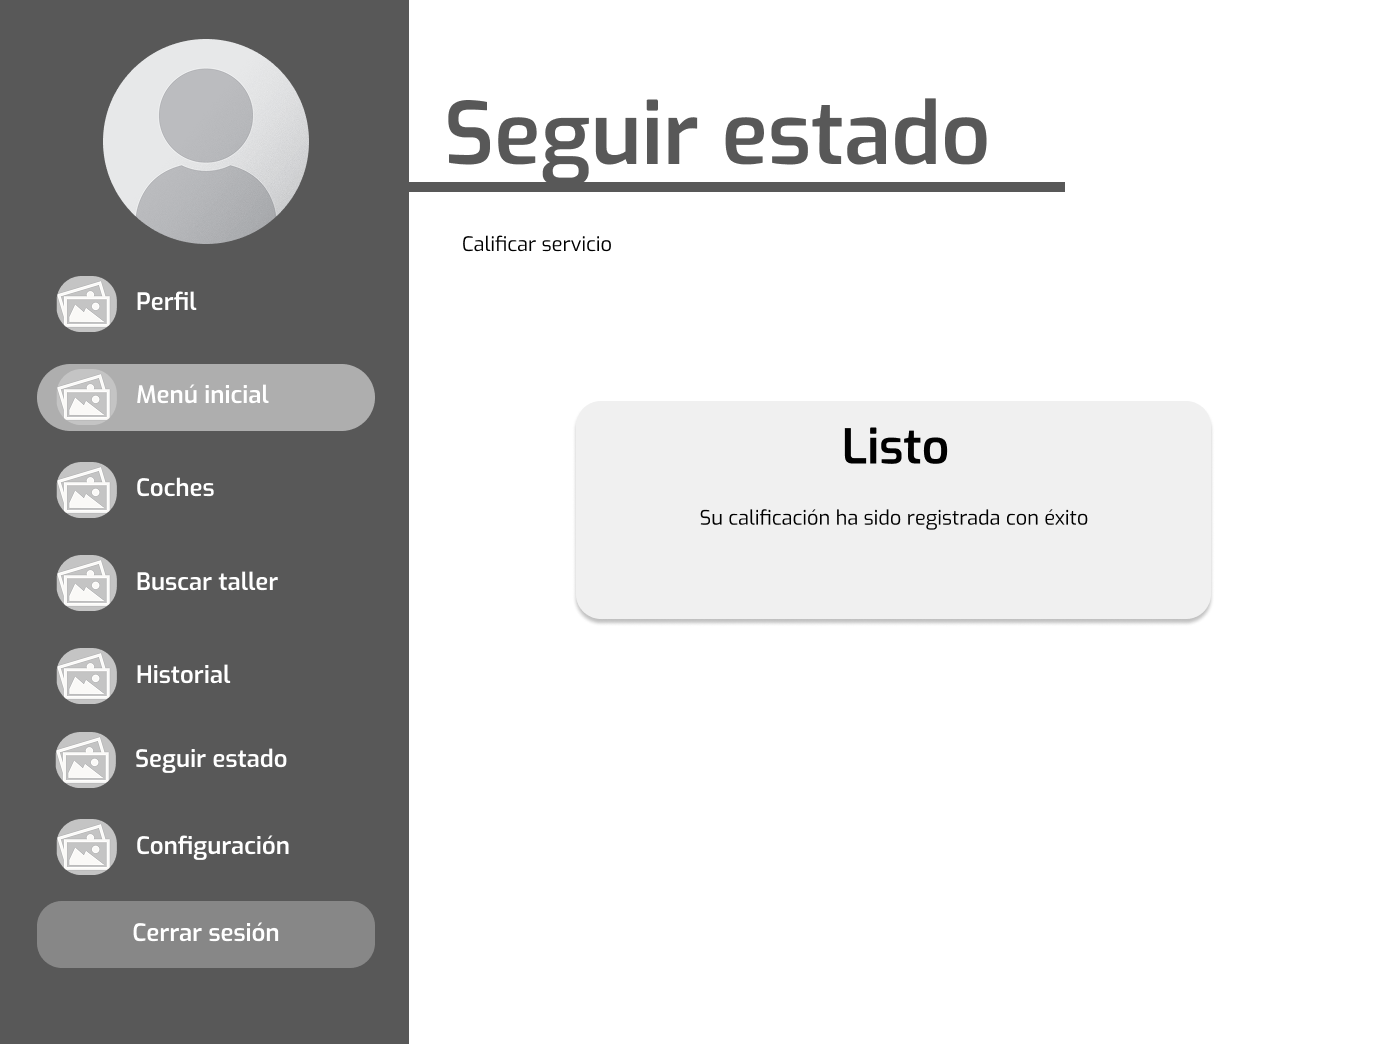 Seguir estado
Calificar servicio
Perfil
Menú inicial
Coches
Buscar taller
Historial
Seguir estado
Configuración
Cerrar sesión
Listo
Su calificación ha sido registrada con éxito